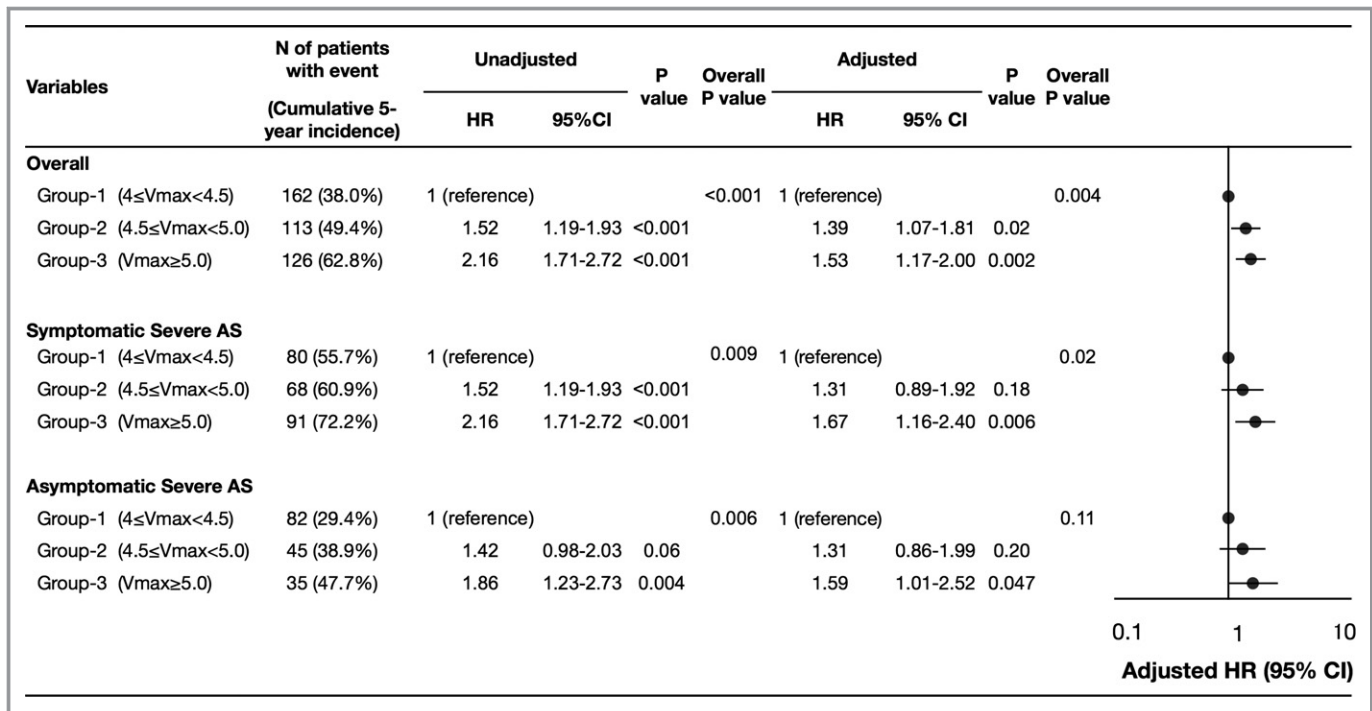 Variables N of patients with event (Cumulative 5-year incidence) Unadjusted P value Overall P value Adjusted P value Overall P value
HR 95%CI HR 95% CI
Overall
Group-1 (4≤Vmax<4.5) 162 (38.0%) 1 (reference) <0.001 1 (reference) 0.004
Group-2 (4.5≤Vmax<5.0) 113 (49.4%) 1.52 1.19-1.93 <0.001 1.39 1.07-1.81 0.02
Group-3 (Vmax≥5.0) 126 (62.8%) 2.16 1.71-2.72 <0.001 1.53 1.17-2.00 0.002
Symptomatic Severe AS
Group-1 (4≤Vmax<4.5) 80 (55.7%) 1 (reference) 0.009 1 (reference) 0.02
Group-2 (4.5≤Vmax<5.0) 68 (60.9%) 1.52 1.19-1.93 <0.001 1.31 0.89-1.92 0.18
Group-3 (Vmax≥5.0) 91 (72.2%) 2.16 1.71-2.72 <0.001 1.67 1.16-2.40 0.006
Asymptomatic Severe AS
Group-1 (4≤Vmax<4.5) 82 (29.4%) 1 (reference) 0.006 1 (reference) 0.11
Group-2 (4.5≤Vmax<5.0) 45 (38.9%) 1.42 0.98-2.03 0.06 1.31 0.86-1.99 0.20
Group-3 (Vmax≥5.0) 35 (47.7%) 1.86 1.23-2.73 0.004 1.59 1.01-2.52 0.047
0.1 1 10
Adjusted HR (95% CI)